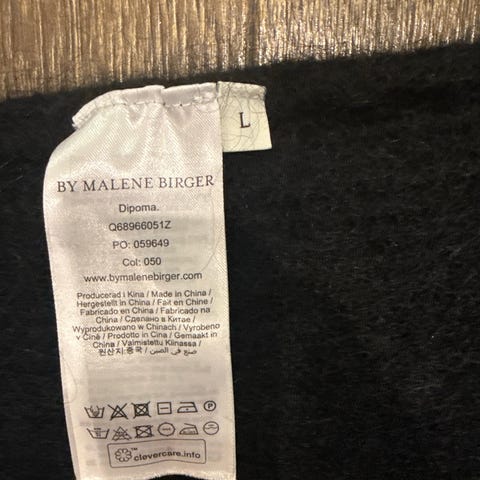 L
BY MALENE BIRGER
Dipoma.
Q68966051Z
PO: 059649
Col: 050
www.bymalenebirger.com
Producerad i Kina / Made in China /
Hergestellt in China / Fait en Chine /
Fabricado en China / Fabricado na
China / Сделано в Китае /
Wyprodukowano w Chinach / Vyrobeno
v Číně / Prodotto in Cina / Gemaakt in
China / Valmistettu Kiinassa /
원산지:중국 / صنع في الصين
clevercare.info